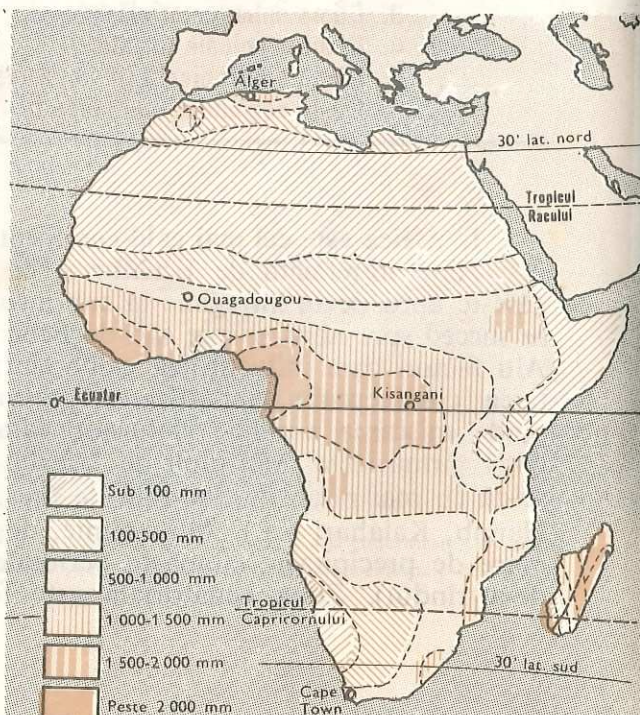 Alger
30' lat. nord
Tropicul
Racului
Ouagadougou
Kisangani
0° Ecuator
Sub 100 mm
100-500 mm
500-1 000 mm
1 000-1 500 mm
Tropicul
Capricornului
1 500-2 000 mm
30' lat. sud
Peste 2 000 mm
Cape
Town